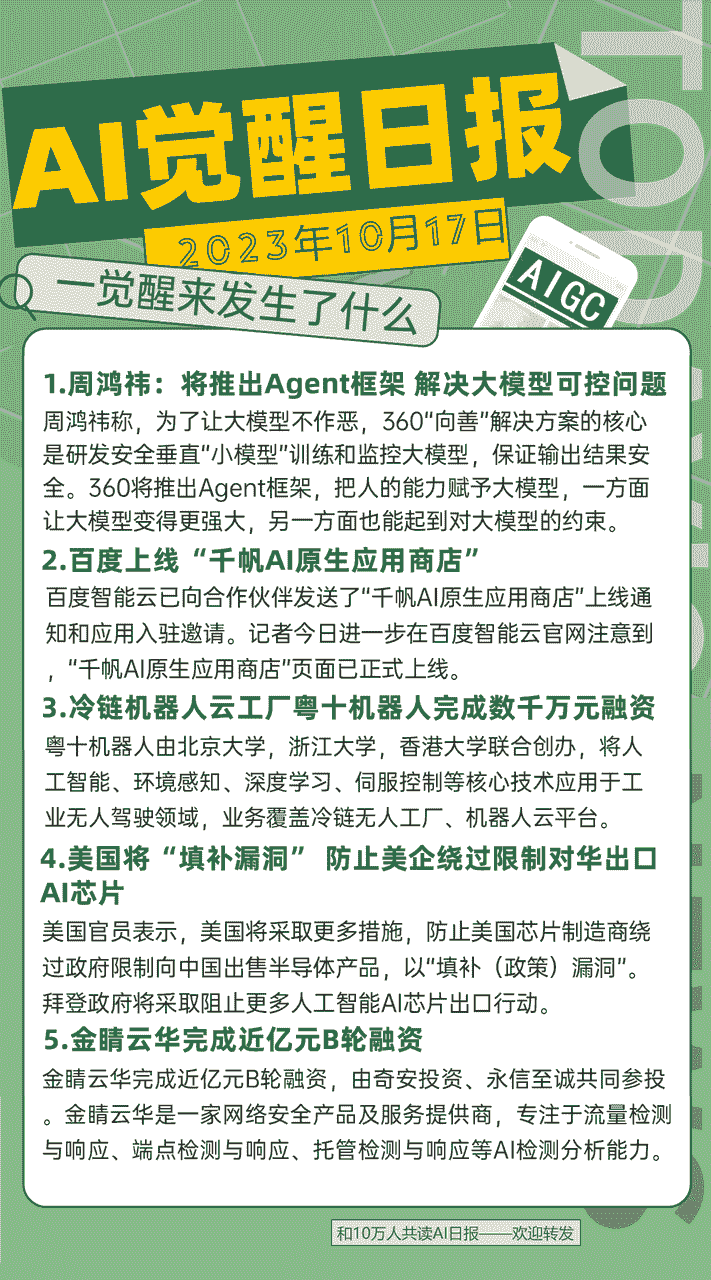 AI觉醒日报
2023年10月17日
一觉醒来发生了什么
AIGC
1.周鸿祎：将推出Agent框架 解决大模型可控问题
周鸿祎称，为了让大模型不作恶，360“向善”解决方案的核心
是研发安全垂直“小模型”训练和监控大模型，保证输出结果安
全。360将推出Agent框架，把人的能力赋予大模型，一方面
让大模型变得更强大，另一方面也能起到对大模型的约束。
2.百度上线“千帆AI原生应用商店”
百度智能云已向合作伙伴发送了“千帆AI原生应用商店”上线通
知和应用入驻邀请。记者今日进一步在百度智能云官网注意到
，“千帆AI原生应用商店”页面已正式上线。
3.冷链机器人云工厂粤十机器人完成数千万元融资
粤十机器人由北京大学，浙江大学，香港大学联合创办，将人
工智能、环境感知、深度学习、伺服控制等核心技术应用于工
业无人驾驶领域，业务覆盖冷链无人工厂、机器人云平台。
4.美国将“填补漏洞” 防止美企绕过限制对华出口
AI芯片
美国官员表示，美国将采取更多措施，防止美国芯片制造商绕
过政府限制向中国出售半导体产品，以“填补（政策）漏洞”。
拜登政府将采取阻止更多人工智能AI芯片出口行动。
5.金睛云华完成近亿元B轮融资
金睛云华完成近亿元B轮融资，由奇安投资、永信至诚共同参投
。金睛云华是一家网络安全产品及服务提供商，专注于流量检测
与响应、端点检测与响应、托管检测与响应等AI检测分析能力。
和10万人共读AI日报——欢迎转发